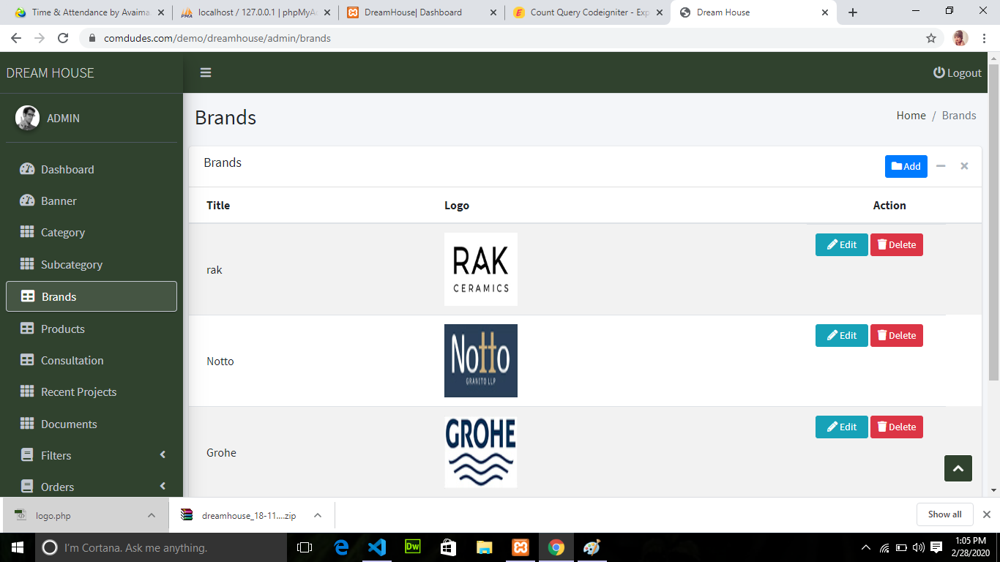 Time & Attendance by Avaima
localhost / 127.0.0.1 | phpMyAd
DreamHouse| Dashboard
Count Query Codeigniter - Exp
Dream House
comdudes.com/demo/dreamhouse/admin/brands
DREAM HOUSE
Logout
ADMIN
Brands
Home / Brands
Dashboard
Banner
Category
Subcategory
Brands
Products
Consultation
Recent Projects
Documents
Filters
Orders
Brands
Add
Title Logo Action
rak
RAK
CERAMICS
Edit Delete
Notto
Notto
GRANITO LLP
Edit Delete
Grohe
GROHE
Edit Delete
logo.php
dreamhouse_18-11....zip
Show all
I'm Cortana. Ask me anything.
Dw
1:05 PM
2/28/2020